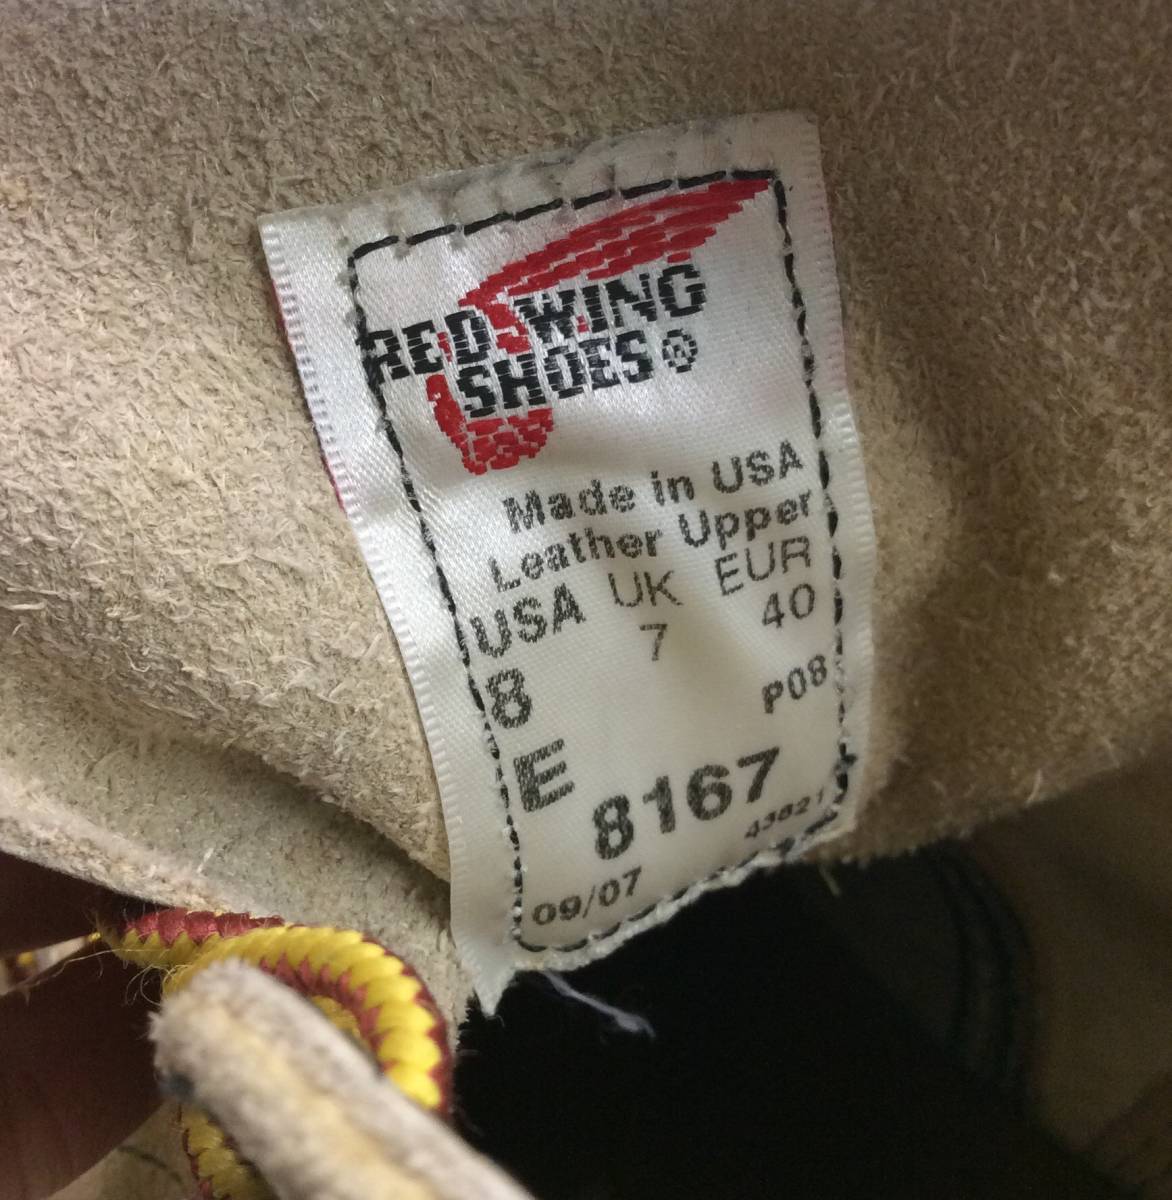 RED WING
SHOES®
Made in USA
Leather Upper
USA UK EUR
8 7 40
E P08
8167
43821
09/07